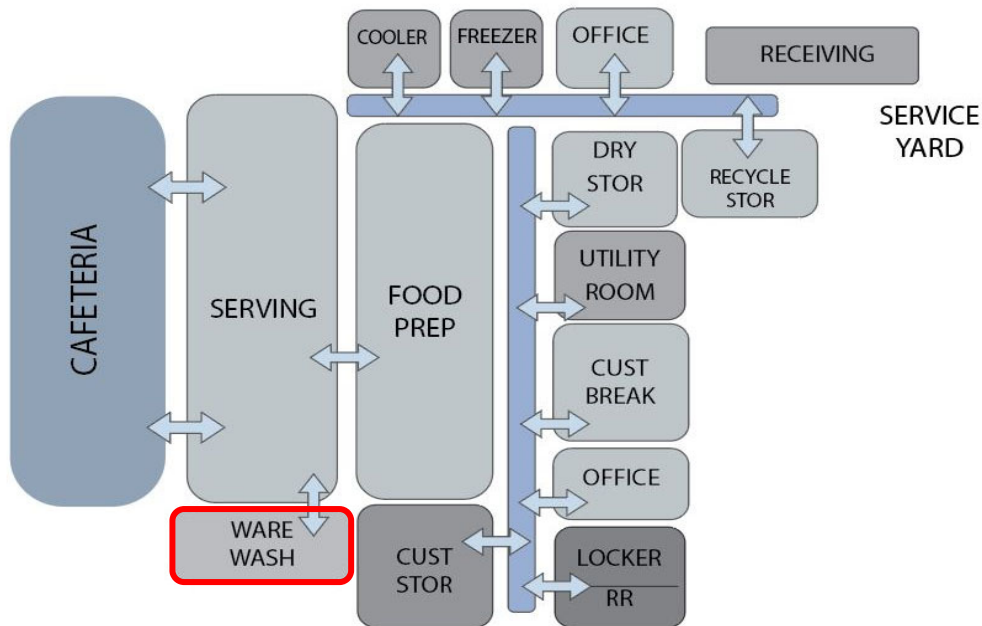 COOLER
FREEZER
OFFICE
RECEIVING
SERVICE
YARD
CAFETERIA
SERVING
FOOD
PREP
DRY
STOR
RECYCLE
STOR
UTILITY
ROOM
CUST
BREAK
OFFICE
WARE
WASH
CUST
STOR
LOCKER
RR